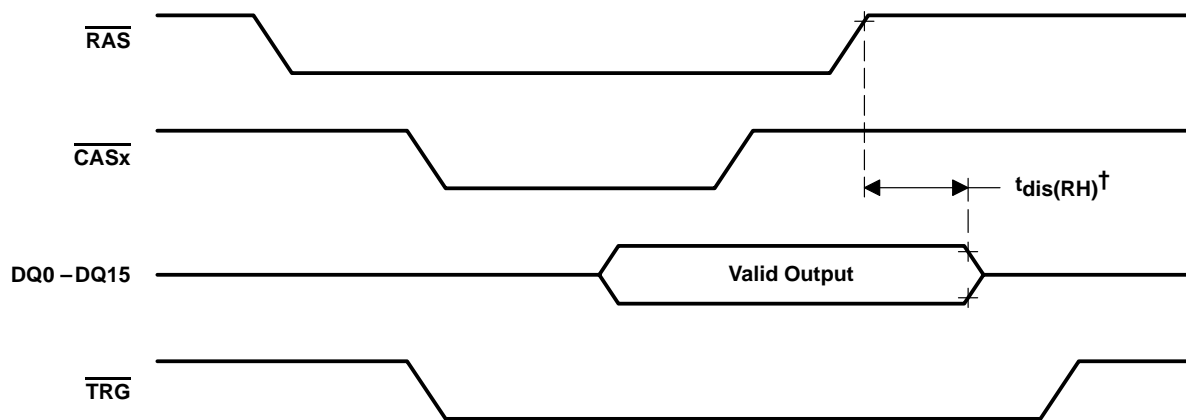 RAS
CASx
tdis(RH)†
DQ0 – DQ15
Valid Output
TRG